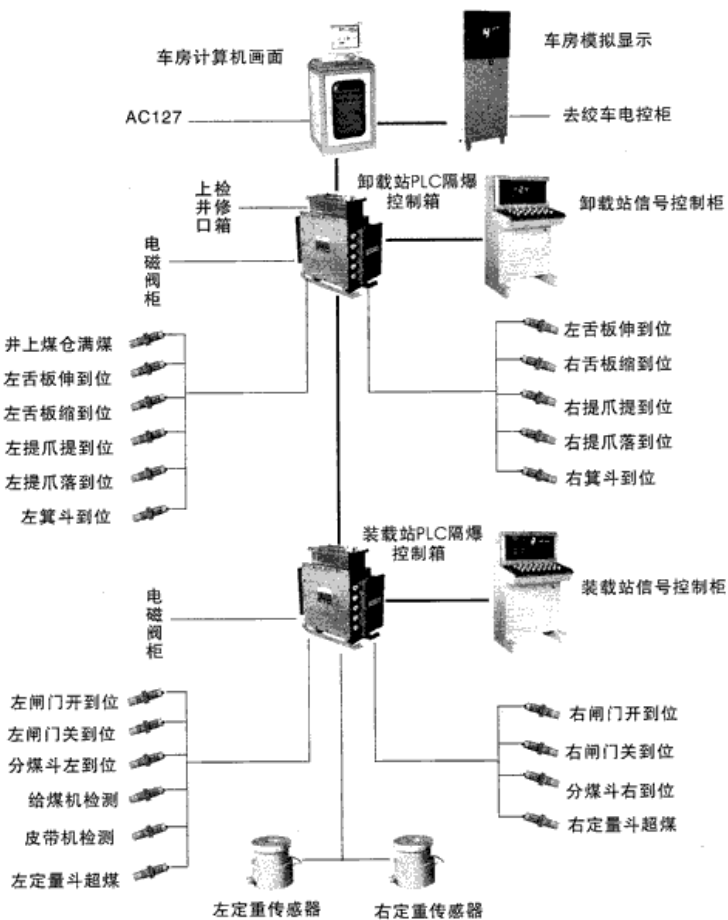 车房计算机画面
车房模拟显示
AC127
去绞车电控柜
上检
井修
口箱
卸载站PLC隔爆
控制箱
卸载站信号控制柜
电磁阀柜
井上煤仓满煤
左舌板伸到位
左舌板缩到位
左提爪提到位
左提爪落到位
左箕斗到位
左舌板伸到位
右舌板缩到位
右提爪提到位
右提爪落到位
右箕斗到位
装载站PLC隔爆
控制箱
装载站信号控制柜
电磁阀柜
左闸门开到位
左闸门关到位
分煤斗左到位
给煤机检测
皮带机检测
左定量斗超煤
右闸门开到位
右闸门关到位
分煤斗右到位
右定量斗超煤
左定重传感器
右定重传感器